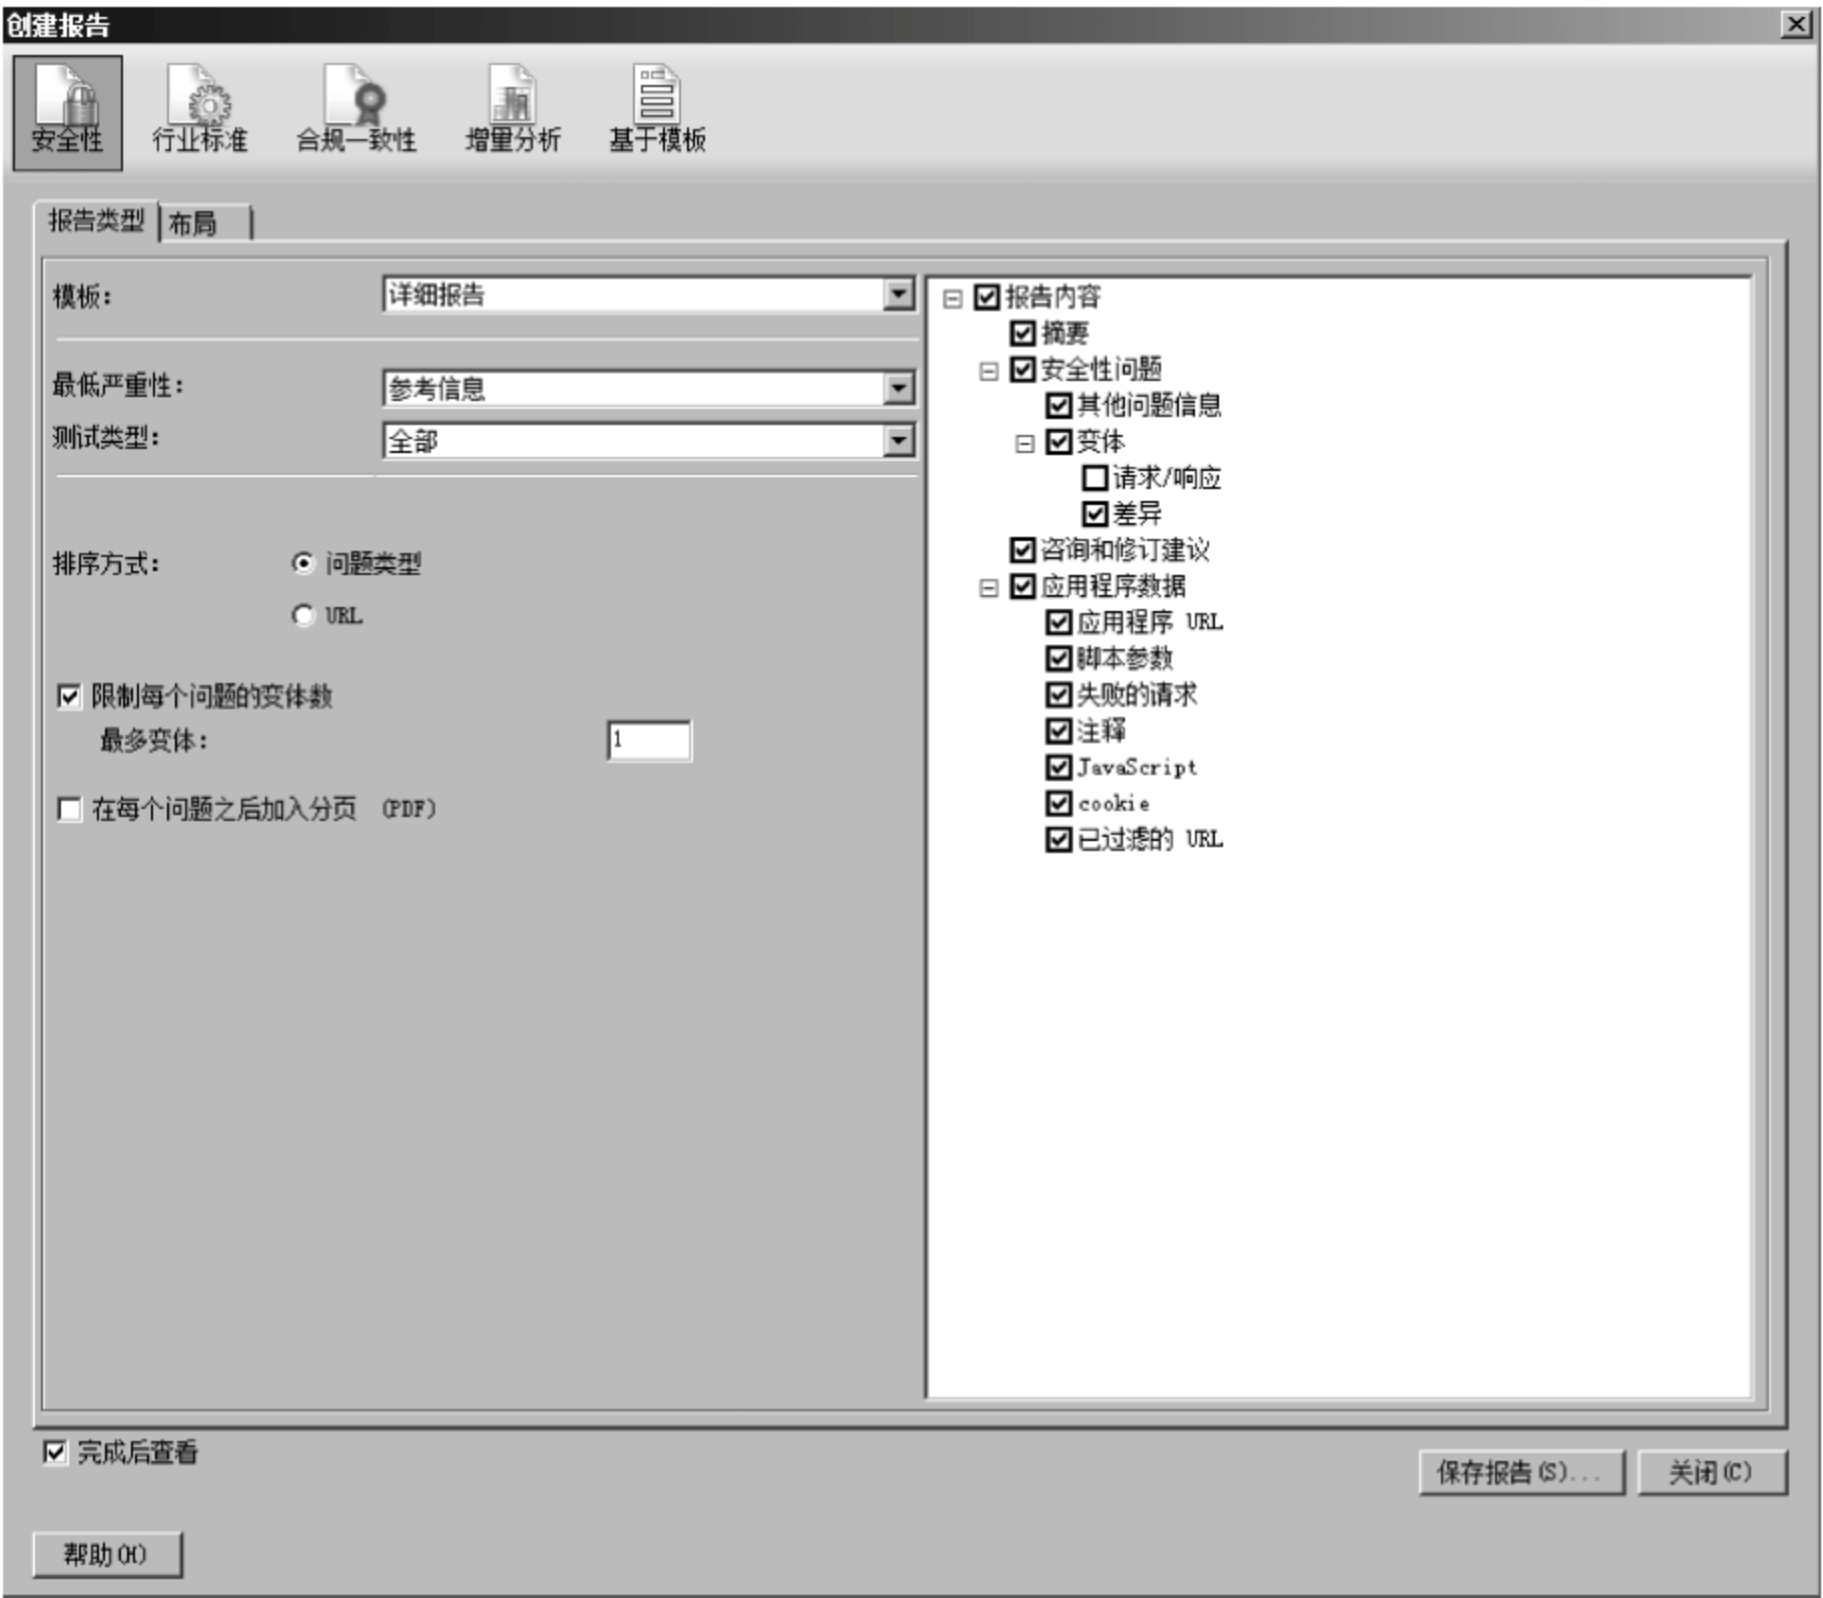 创建报告
安全性 行业标准 合规一致性 增量分析 基于模板
报告类型 布局
模板： 详细报告
最低严重性： 参考信息
测试类型： 全部
排序方式： 问题类型
URL
限制每个问题的变体数
最多变体： 1
在每个问题之后加入分页 (PDF)
报告内容
摘要
安全性问题
其他问题信息
变体
请求/响应
差异
咨询和修订建议
应用程序数据
应用程序 URL
脚本参数
失败的请求
注释
JavaScript
cookie
已过滤的 URL
完成后查看
保存报告(S)... 关闭(C)
帮助(H)